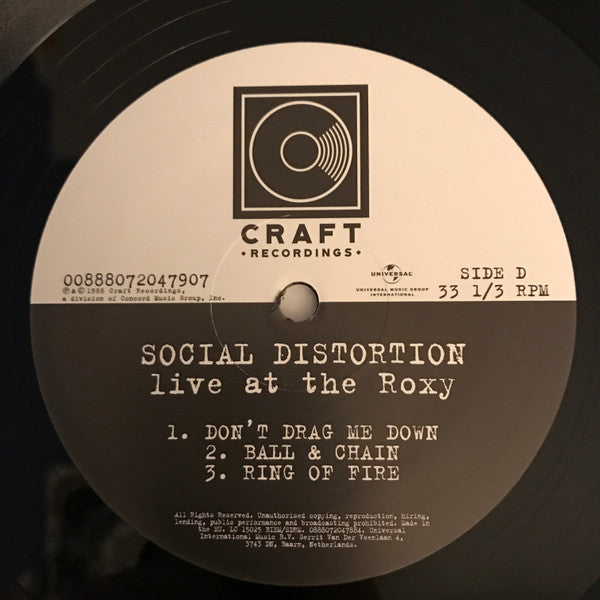 CRAFT
•RECORDINGS•
00888072047907
℗ & © 1998 Craft Recordings,
a division of Concord Music Group, Inc.
UNIVERSAL
UNIVERSAL MUSIC GROUP
INTERNATIONAL
SIDE D
33 1/3 RPM
SOCIAL DISTORTION
live at the Roxy
1. DON'T DRAG ME DOWN
2. BALL & CHAIN
3. RING OF FIRE
All Rights Reserved. Unauthorised copying, reproduction, hiring,
lending, public performance and broadcasting prohibited. Made in
the EU. LC 15025 BIEM/SDRM. 0888072047884. Universal
International Music B.V. Gerrit Van Der Veenlaan 4,
3743 DN, Baarn, Netherlands.